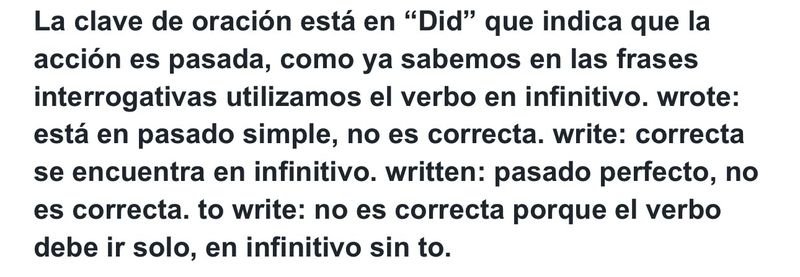 La clave de oración está en “Did” que indica que la
acción es pasada, como ya sabemos en las frases
interrogativas utilizamos el verbo en infinitivo. wrote:
está en pasado simple, no es correcta. write: correcta
se encuentra en infinitivo. written: pasado perfecto, no
es correcta. to write: no es correcta porque el verbo
debe ir solo, en infinitivo sin to.